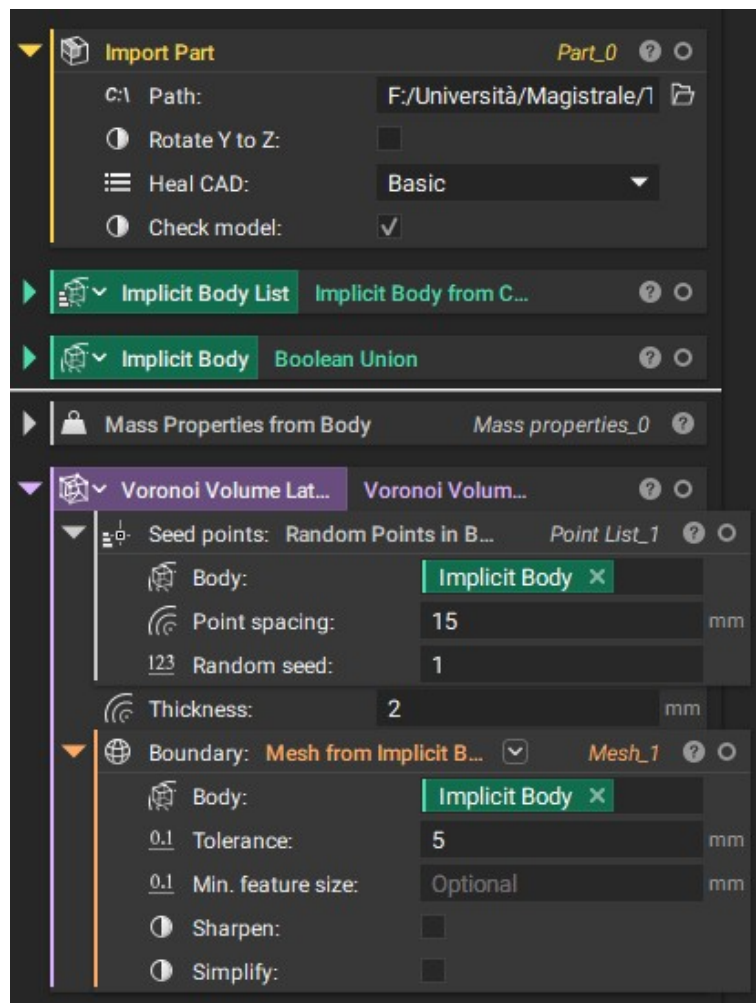 Import Part Part_0
C:\ Path: F:/Università/Magistrale/1
Rotate Y to Z:
Heal CAD: Basic
Check model:
Implicit Body List Implicit Body from C...
Implicit Body Boolean Union
Mass Properties from Body Mass properties_0
Voronoi Volume Lat... Voronoi Volum...
Seed points: Random Points in B... Point List_1
Body: Implicit Body
Point spacing: 15 mm
123 Random seed: 1
Thickness: 2 mm
Boundary: Mesh from Implicit B... Mesh_1
Body: Implicit Body
0.1 Tolerance: 5 mm
0.1 Min. feature size: Optional mm
Sharpen:
Simplify: